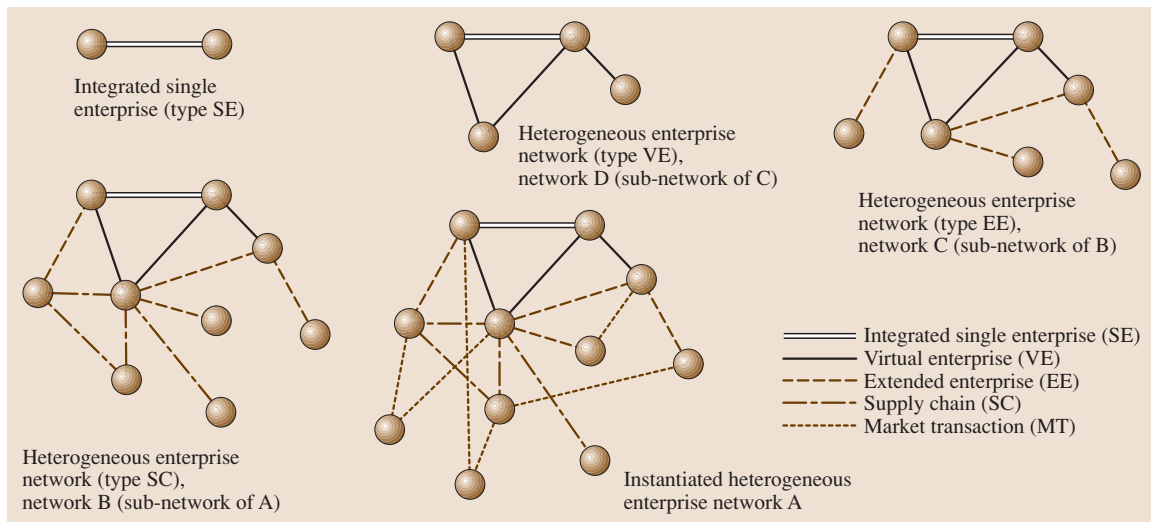 Integrated single
enterprise (type SE)
Heterogeneous enterprise
network (type VE),
network D (sub-network of C)
Heterogeneous enterprise
network (type EE),
network C (sub-network of B)
Heterogeneous enterprise
network (type SC),
network B (sub-network of A)
Instantiated heterogeneous
enterprise network A
Integrated single enterprise (SE)
Virtual enterprise (VE)
Extended enterprise (EE)
Supply chain (SC)
Market transaction (MT)